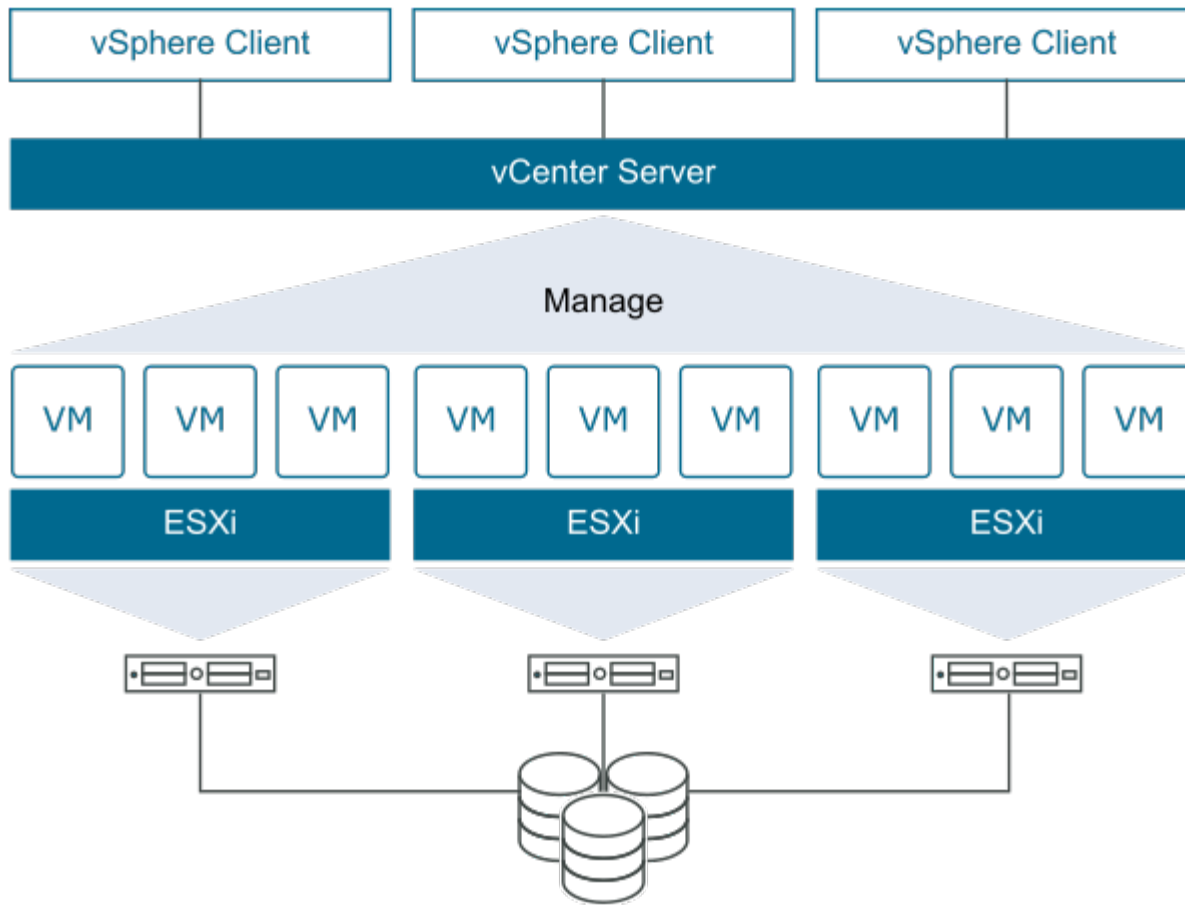 vSphere Client
vSphere Client
vSphere Client
vCenter Server
Manage
VM
VM
VM
VM
VM
VM
VM
VM
VM
ESXi
ESXi
ESXi